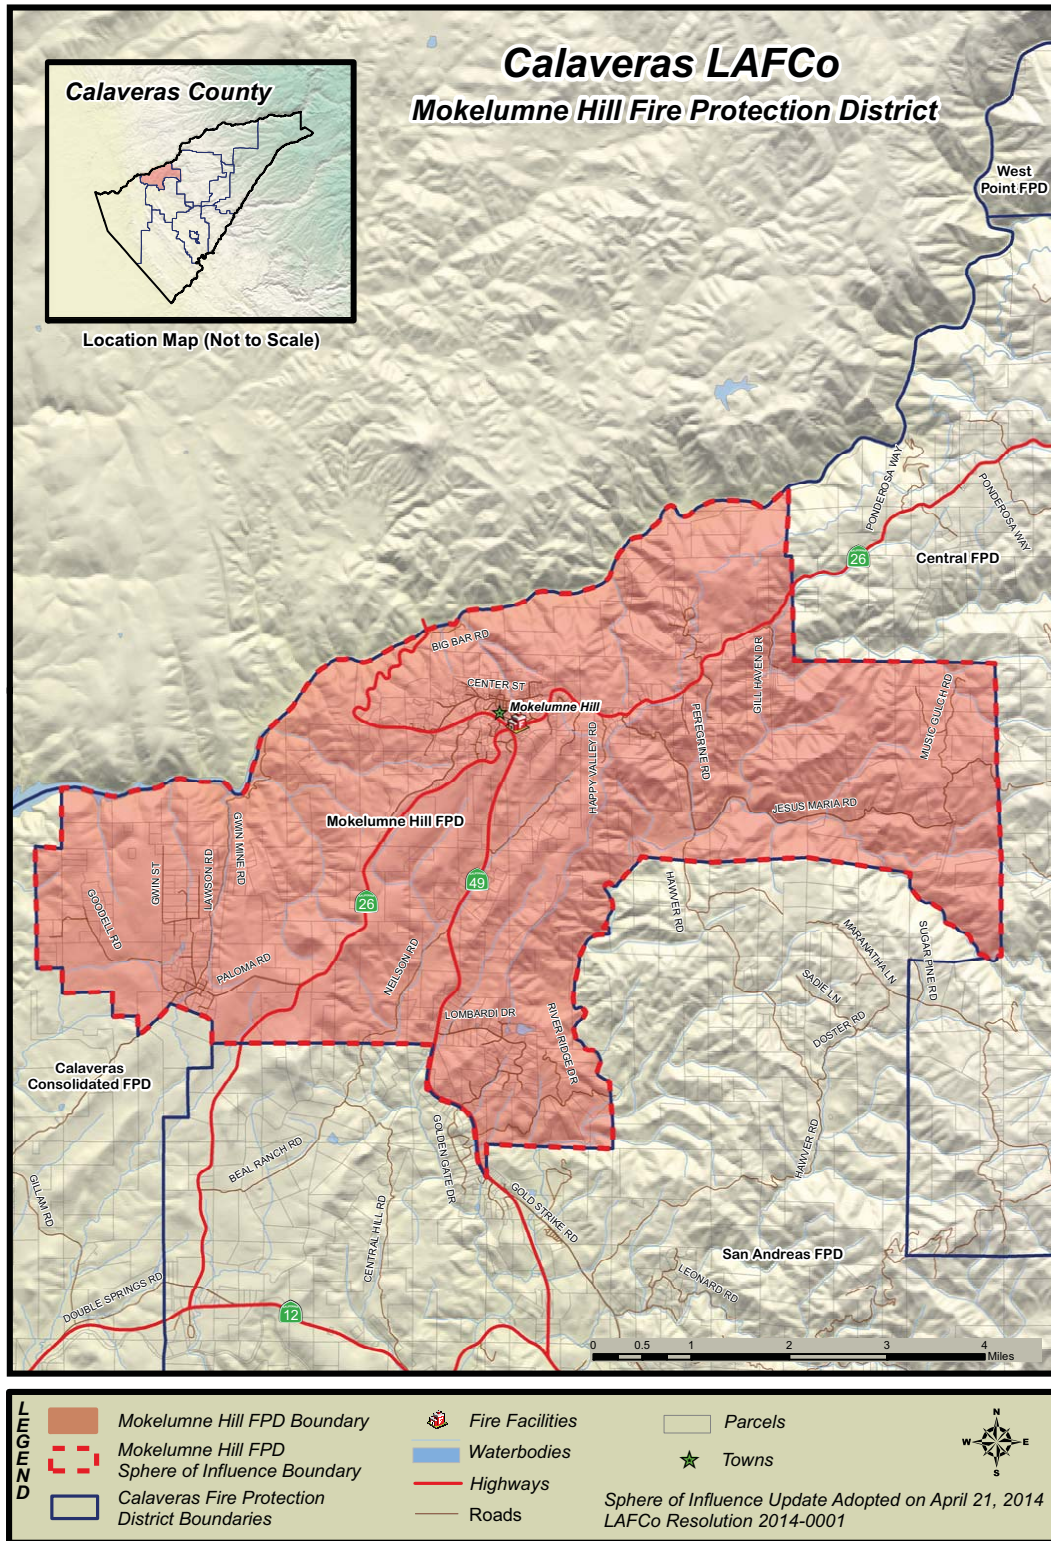 Calaveras LAFCo
Mokelumne Hill Fire Protection District
Calaveras County
Location Map (Not to Scale)
West
Point FPD
PONDEROSA WAY
PONDEROSA WAY
26
Central FPD
BIG BAR RD
CENTER ST
Mokelumne Hill
GILLHAVEN DR
PEREGRINE RD
MUSIC GULCH RD
HAPPY VALLEY RD
JESUS MARIA RD
Mokelumne Hill FPD
GWIN MINE RD
LAWSON RD
GWIN ST
GOODELL RD
49
26
HAWVER RD
MARANATHA LN
SUGAR PINE RD
SADIE LN
DOSTER RD
PALOMA RD
NEILSON RD
LOMBARDI DR
RIVER RIDGE DR
Calaveras
Consolidated FPD
HAWVER RD
BEAL RANCH RD
GOLDEN GATE DR
GILLAM RD
CENTRAL HILL RD
GOLD STRIKE RD
San Andreas FPD
LEONARD RD
DOUBLE SPRINGS RD
12
0 0.5 1 2 3 4
Miles
LEGEND
Mokelumne Hill FPD Boundary
Mokelumne Hill FPD
Sphere of Influence Boundary
Calaveras Fire Protection
District Boundaries
Fire Facilities
Waterbodies
Highways
Roads
Parcels
Towns
N
W E
S
Sphere of Influence Update Adopted on April 21, 2014
LAFCo Resolution 2014-0001